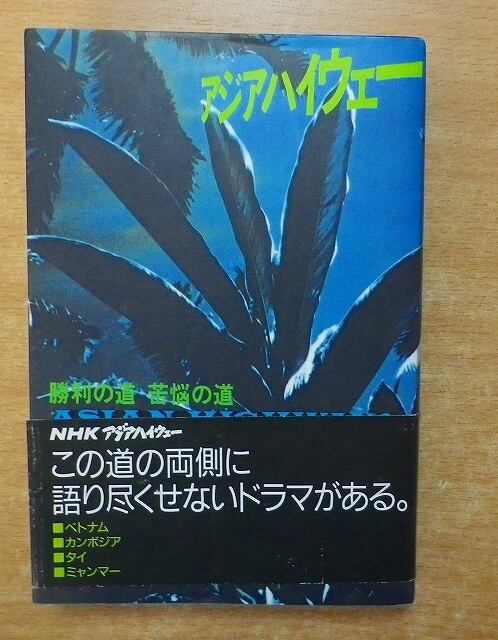 アジアハイウェー
勝利の道 苦悩の道
ASIAN HIGHWAY
NHK アジアハイウェー
この道の両側に
語り尽くせないドラマがある。
■ベトナム
■カンボジア
■タイ
■ミャンマー